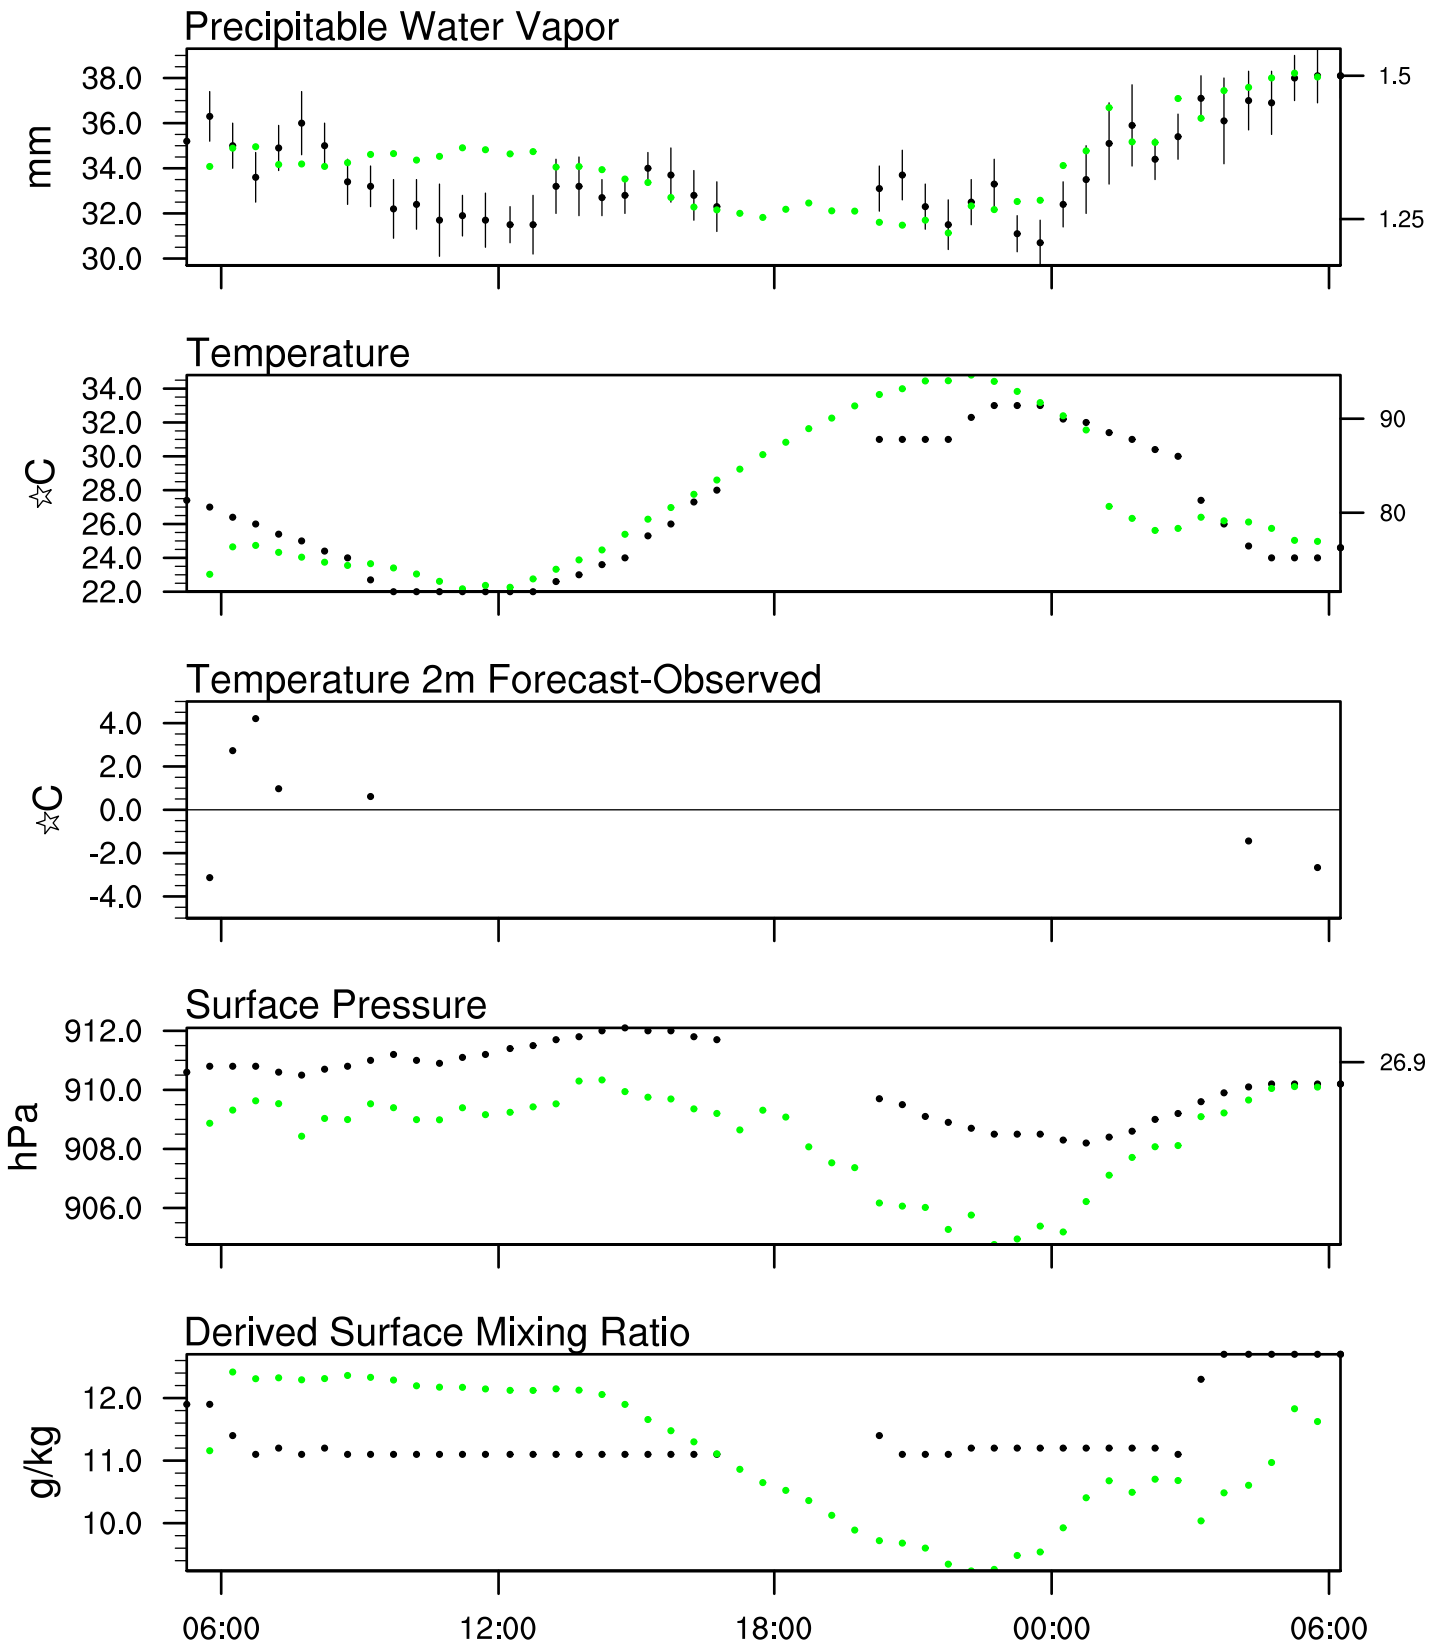 Precipitable Water Vapor
38.0
36.0
34.0
32.0
30.0
mm
1.5
1.25
Temperature
34.0
32.0
30.0
28.0
26.0
24.0
22.0
☆C
90
80
Temperature 2m Forecast-Observed
4.0
2.0
0.0
-2.0
-4.0
☆C
Surface Pressure
912.0
910.0
908.0
906.0
hPa
26.9
Derived Surface Mixing Ratio
12.0
11.0
10.0
g/kg
06:00 12:00 18:00 00:00 06:00